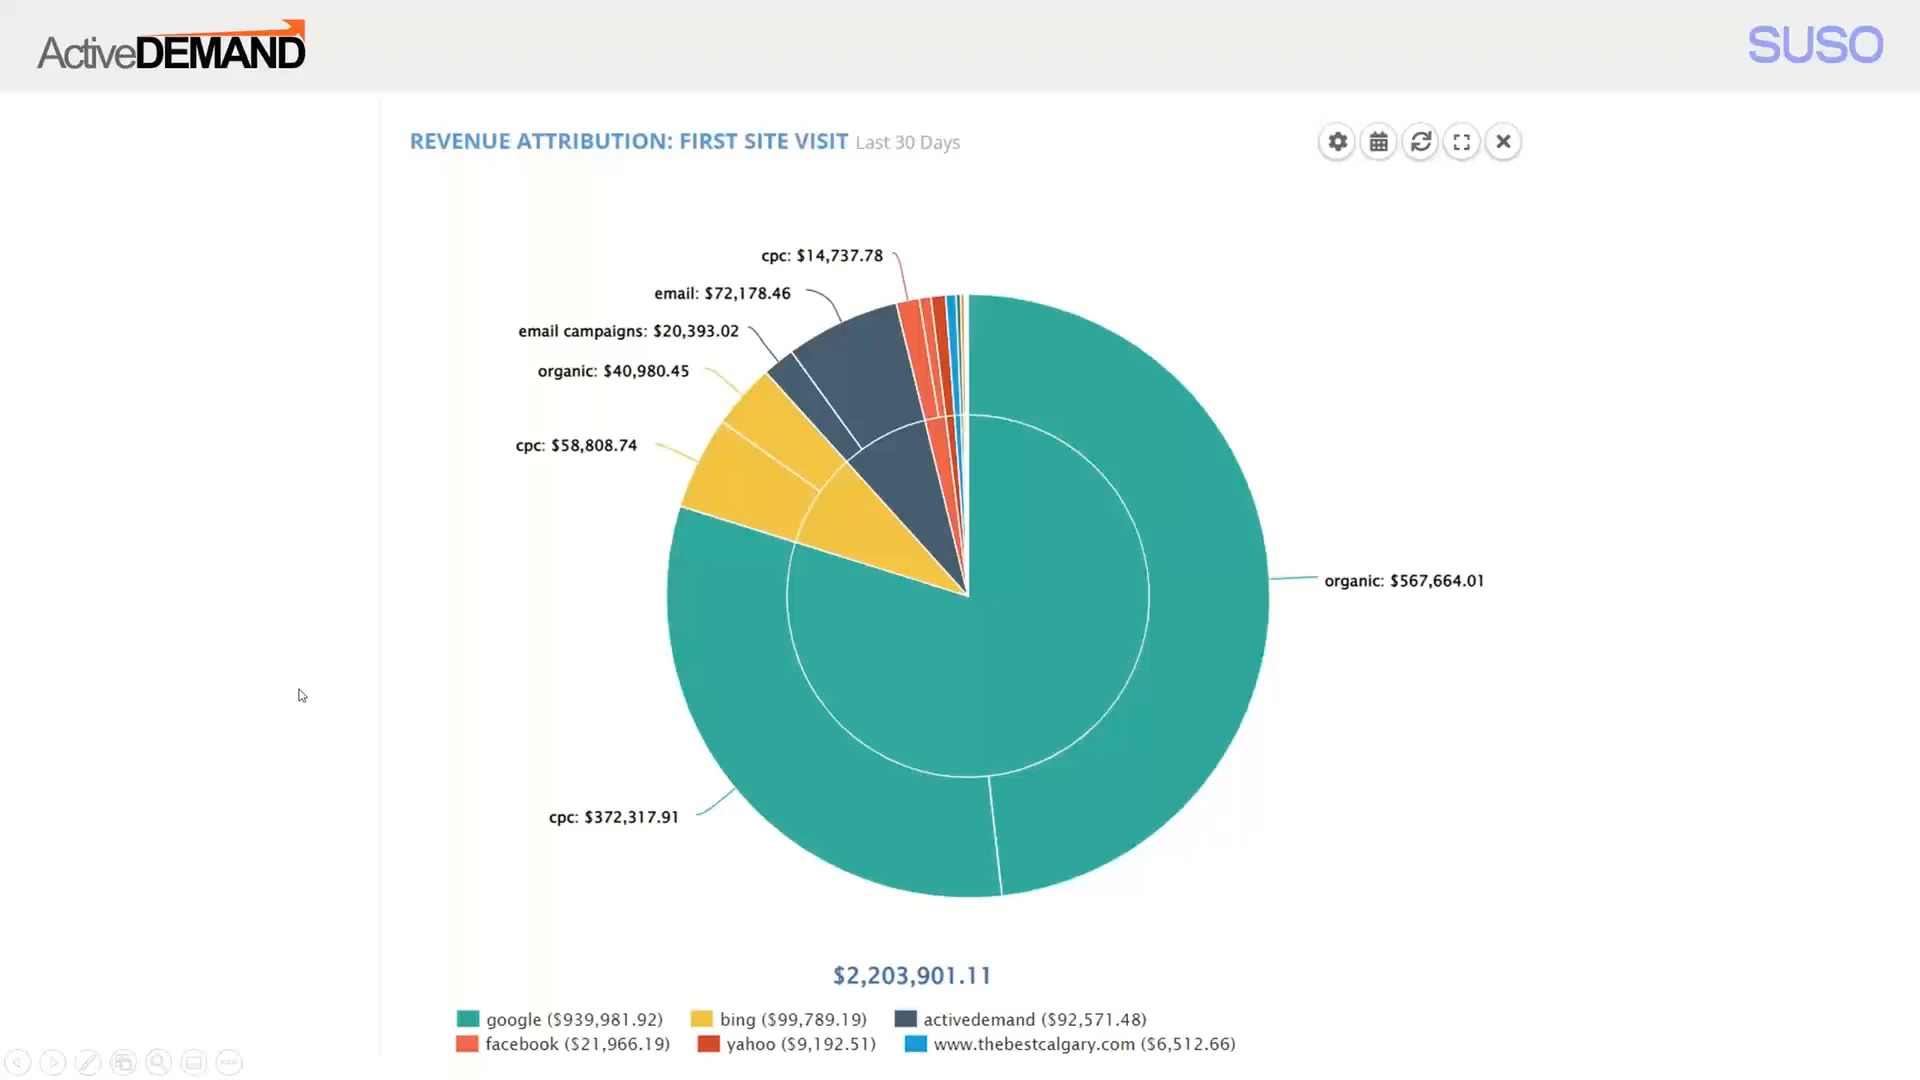 ActiveDEMAND
SUSO
REVENUE ATTRIBUTION: FIRST SITE VISIT Last 30 Days
cpc: $14,737.78
email: $72,178.46
email campaigns: $20,393.02
organic: $40,980.45
cpc: $58,808.74
organic: $567,664.01
cpc: $372,317.91
$2,203,901.11
google ($939,981.92) bing ($99,789.19) activedemand ($92,571.48)
facebook ($21,966.19) yahoo ($9,192.51) www.thebestcalgary.com ($6,512.66)